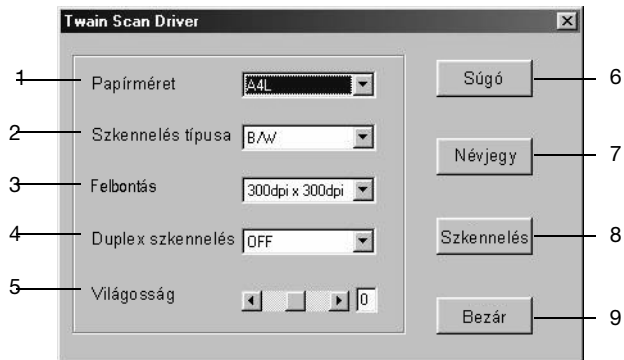 Twain Scan Driver
1 Papírméret A4L Súgó 6
2 Szkennelés típusa B/W Névjegy 7
3 Felbontás 300dpi x 300dpi
4 Duplex szkennelés OFF Szkennelés 8
5 Világosság 0
Bezár 9